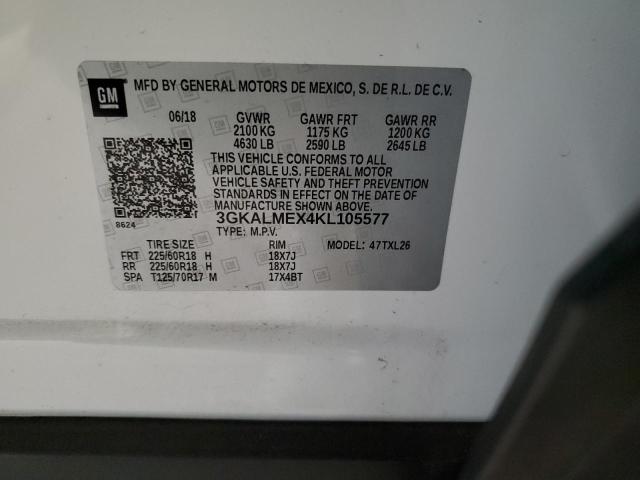 GM
MFD BY GENERAL MOTORS DE MEXICO, S. DE R.L. DE C.V.
06/18 GVWR GAWR FRT GAWR RR
2100 KG 1175 KG 1200 KG
4630 LB 2590 LB 2645 LB
THIS VEHICLE CONFORMS TO ALL
APPLICABLE U.S. FEDERAL MOTOR
VEHICLE SAFETY AND THEFT PREVENTION
STANDARDS IN EFFECT ON THE DATE
OF MANUFACTURE SHOWN ABOVE.
3GKALMEX4KL105577
8624
TYPE: M.P.V.
TIRE SIZE RIM MODEL: 47TXL26
FRT 225/60R18 H 18X7J
RR 225/60R18 H 18X7J
SPA T125/70R17 M 17X4BT